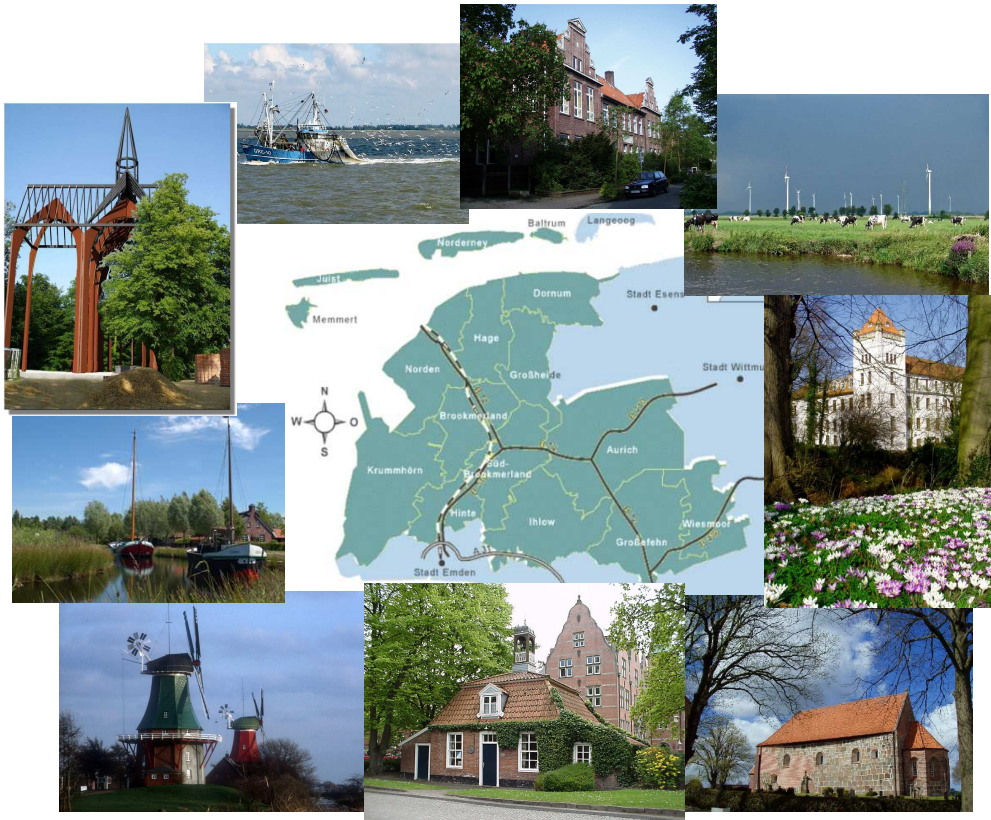 Baltrum
Langeoog
Norderney
Juist
Memmert
Dornum
Stadt Esens
Hage
Norden
Großheide
Stadt Wittmu
N
W
O
S
Brookmerland
Aurich
Krummhörn
Süd-
Brookmerland
Hinte
Ihlow
Wiesmoor
Großefehn
Stadt Emden